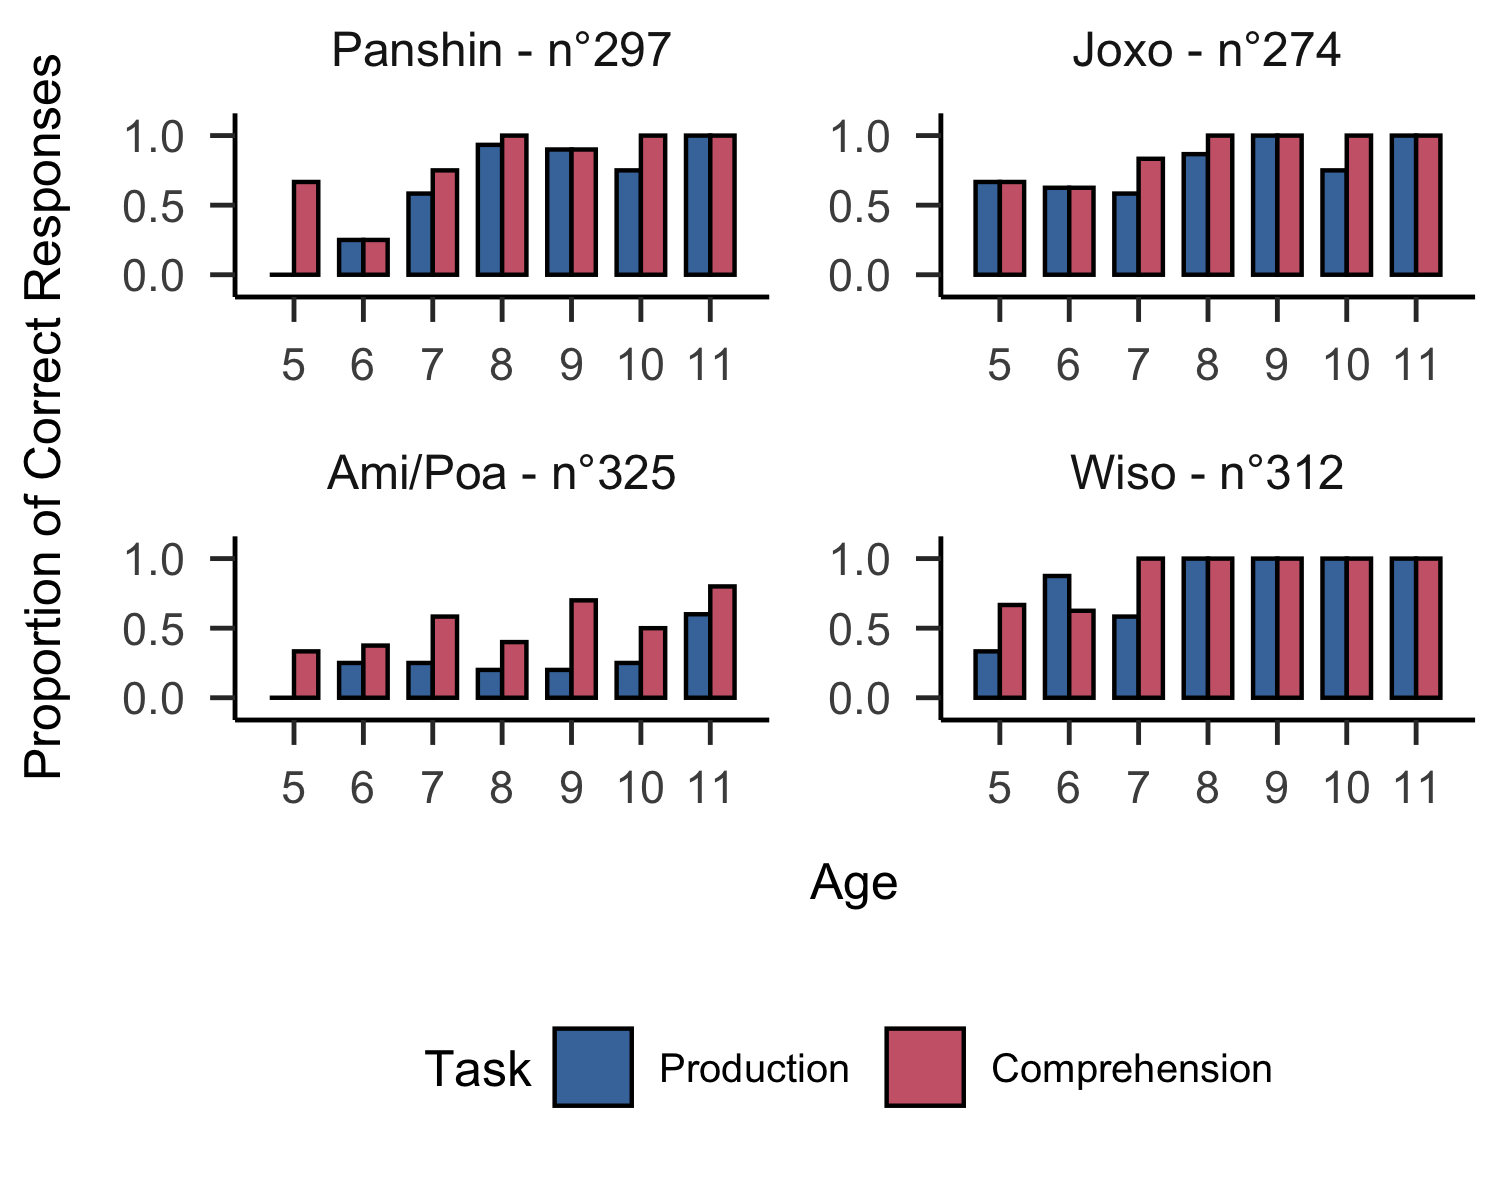 Proportion of Correct Responses
Panshin - n°297
1.0
0.5
0.0
5 6 7 8 9 10 11
Joxo - n°274
1.0
0.5
0.0
5 6 7 8 9 10 11
Ami/Poa - n°325
1.0
0.5
0.0
5 6 7 8 9 10 11
Wiso - n°312
1.0
0.5
0.0
5 6 7 8 9 10 11
Age
Task Production Comprehension